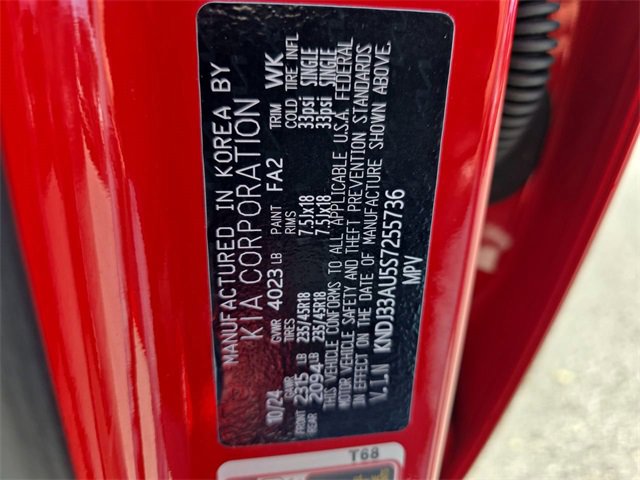 MANUFACTURED IN KOREA BY
KIA CORPORATION
10/24 GVWR 4023 LB PAINT FA2 TRIM WK
GAWR TIRES RIMS COLD TIRE INFL
FRONT 2315 LB 235/45R18 7.5Jx18 33psi SINGLE
REAR 2094 LB 235/45R18 7.5Jx18 33psi SINGLE
THIS VEHICLE CONFORMS TO ALL APPLICABLE U.S.A. FEDERAL
MOTOR VEHICLE SAFETY AND THEFT PREVENTION STANDARDS
IN EFFECT ON THE DATE OF MANUFACTURE SHOWN ABOVE.
V.I.N KNDJ33AU5S7255736
MPV
T68